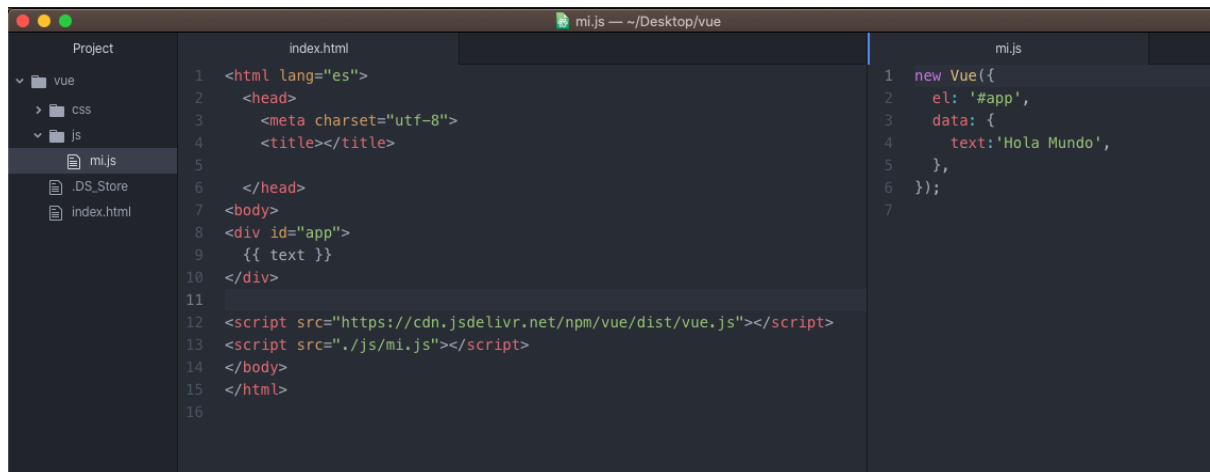 mi.js — ~/Desktop/vue
Project
vue
css
js
mi.js
.DS_Store
index.html
index.html
1 <html lang="es">
2   <head>
3     <meta charset="utf-8">
4     <title></title>
5
6   </head>
7 <body>
8 <div id="app">
9   {{ text }}
10 </div>
11
12 <script src="https://cdn.jsdelivr.net/npm/vue/dist/vue.js"></script>
13 <script src="./js/mi.js"></script>
14 </body>
15 </html>
16
mi.js
1 new Vue({
2   el: '#app',
3   data: {
4     text:'Hola Mundo',
5   },
6 });
7